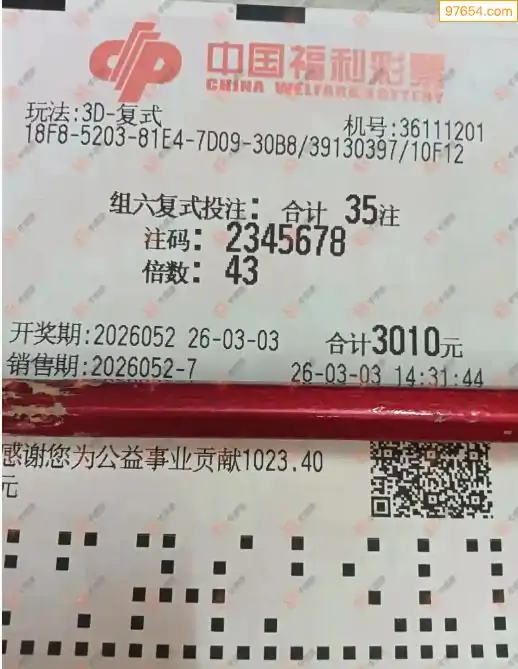 97654.com
中国福利彩票
CHINA WELFARE LOTTERY
玩法:3D-复式
机号:36111201
18F8-5203-81E4-7D09-30B8/39130397/10F12
组六复式投注: 合计 35注
注码: 2345678
倍数: 43
开奖期:2026052 26-03-03 合计3010元
销售期:2026052-7 26-03-03 14:31:44
感谢您为公益事业贡献1023.40
元